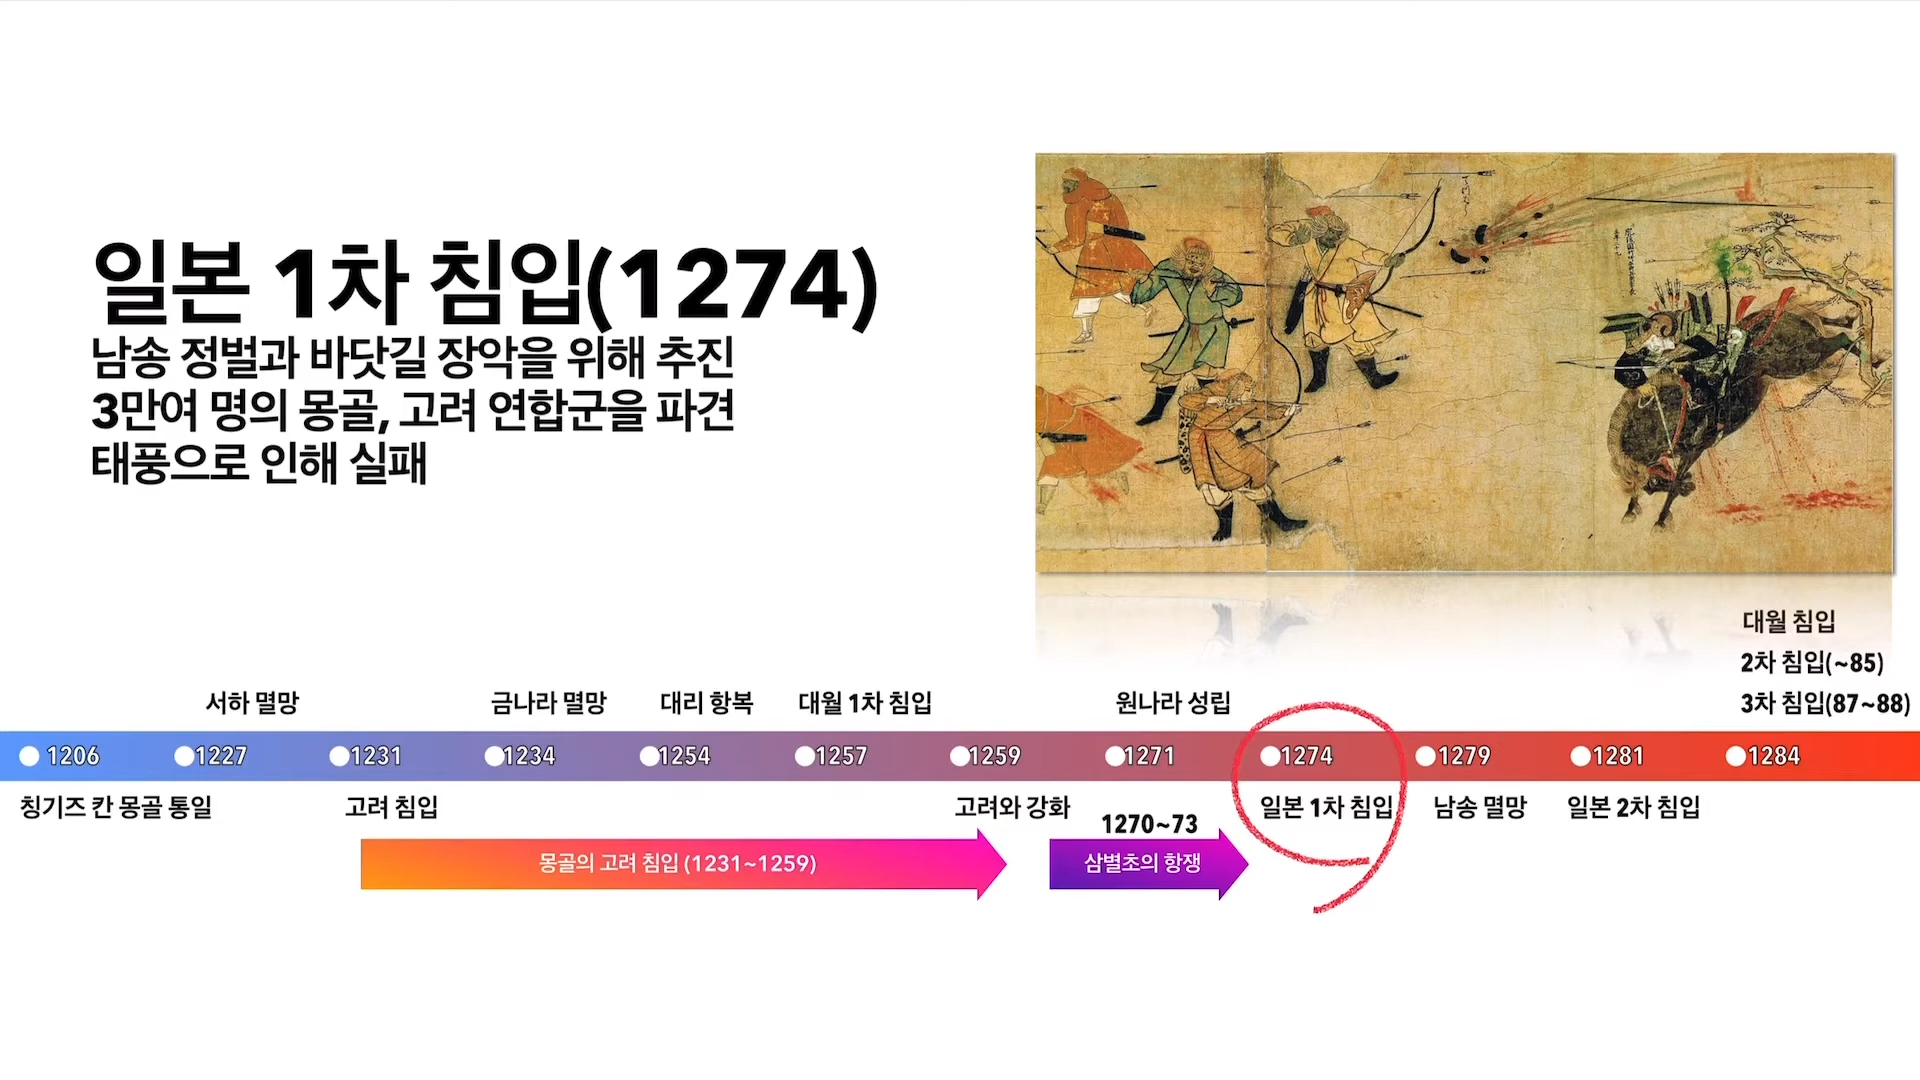 일본 1차 침입(1274)
남송 정벌과 바닷길 장악을 위해 추진
3만여 명의 몽골, 고려 연합군을 파견
태풍으로 인해 실패
대월 침입
2차 침입(~85)
서하 멸망
금나라 멸망
대리 항복
대월 1차 침입
원나라 성립
3차 침입(87~88)
1206
1227
1231
1234
1254
1257
1259
1271
1274
1279
1281
1284
칭기즈 칸 몽골 통일
고려 침입
고려와 강화
일본 1차 침입
남송 멸망
일본 2차 침입
1270~73
몽골의 고려 침입 (1231~1259)
삼별초의 항쟁